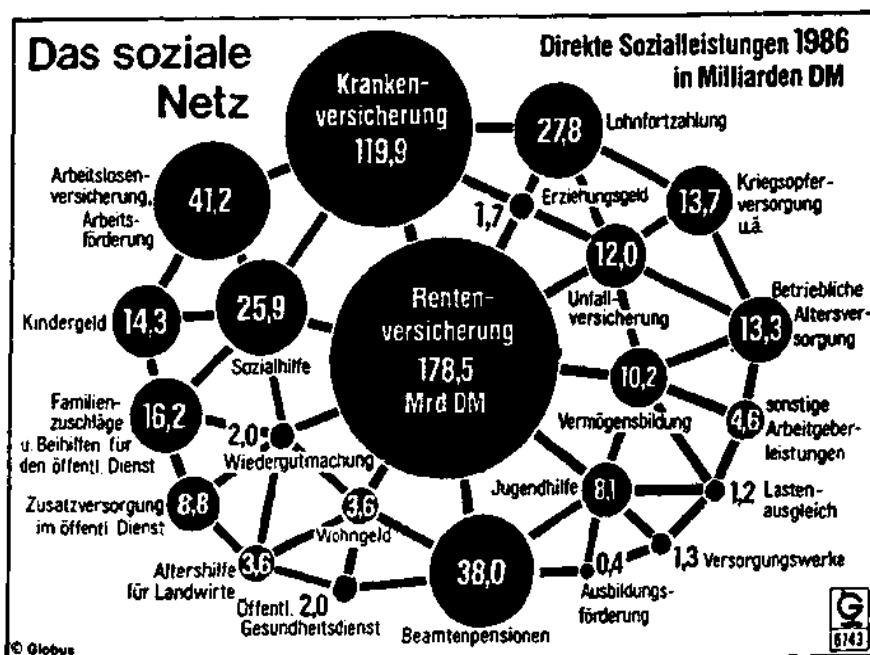 Das soziale
Netz
Direkte Sozialleistungen 1986
in Milliarden DM
Kranken-
versicherung
119,9
27,8
Lohnfortzahlung
Arbeitslosen-
versicherung,
Arbeits-
förderung
41,2
1,7
Erziehungsgeld
13,7
Kriegsopfer-
versorgung
u.ä.
12,0
Unfall-
versicherung
Kindergeld
14,3
25,9
Sozialhilfe
Renten-
versicherung
178,5
Mrd DM
Betriebliche
Altersver-
sorgung
13,3
10,2
Vermögensbildung
Familien-
zuschläge
u. Beihilfen für
den öffentl. Dienst
16,2
2,0
Wiedergutmachung
4,6
sonstige
Arbeitgeber-
leistungen
Zusatzversorgung
im öffentl. Dienst
8,8
3,6
Wohngeld
Jugendhilfe
8,1
1,2
Lasten-
ausgleich
Altershilfe
für Landwirte
3,6
Öffentl. 2,0
Gesundheitsdienst
38,0
Beamtenpensionen
0,4
Ausbildungs-
förderung
1,3 Versorgungswerke
© Globus
G
6743